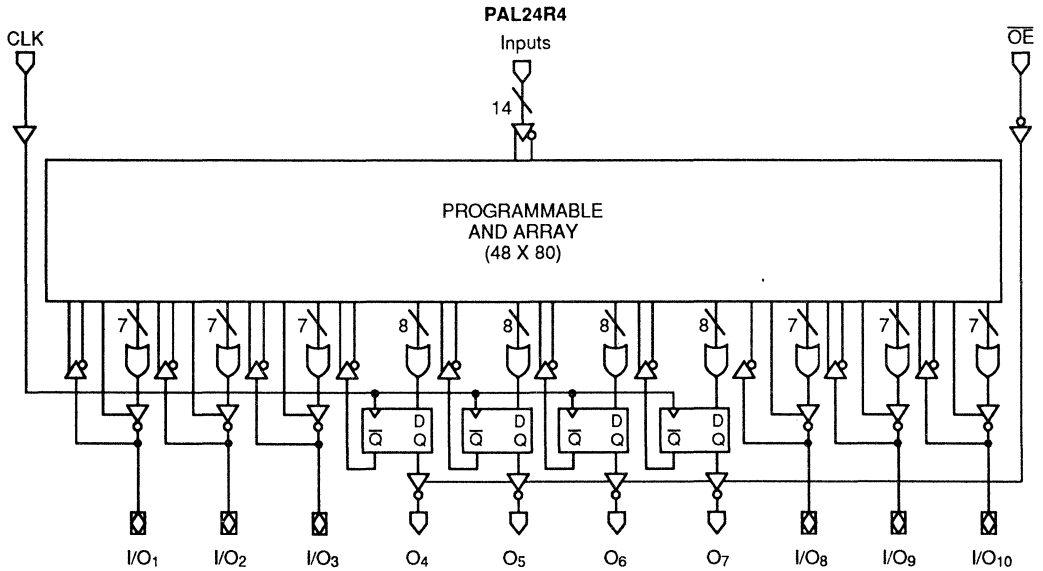 PAL24R4
CLK
Inputs
OE
14
PROGRAMMABLE
AND ARRAY
(48 X 80)
7 7 7 8 8 8 8 7 7 7
D D D D
Q Q Q Q Q Q Q Q
I/O1 I/O2 I/O3 O4 O5 O6 O7 I/O8 I/O9 I/O10